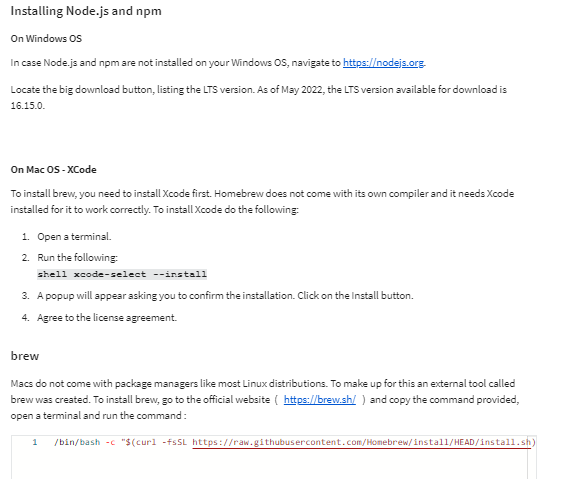 Installing Node.js and npm
On Windows OS
In case Node.js and npm are not installed on your Windows OS, navigate to https://nodejs.org.
Locate the big download button, listing the LTS version. As of May 2022, the LTS version available for download is
16.15.0.
On Mac OS - XCode
To install brew, you need to install Xcode first. Homebrew does not come with its own compiler and it needs Xcode
installed for it to work correctly. To install Xcode do the following:
1. Open a terminal.
2. Run the following:
shell xcode-select --install
3. A popup will appear asking you to confirm the installation. Click on the Install button.
4. Agree to the license agreement.
brew
Macs do not come with package managers like most Linux distributions. To make up for this an external tool called
brew was created. To install brew, go to the official website ( https://brew.sh/ ) and copy the command provided,
open a terminal and run the command :
1 /bin/bash -c "$(curl -fsSL https://raw.githubusercontent.com/Homebrew/install/HEAD/install.sh)